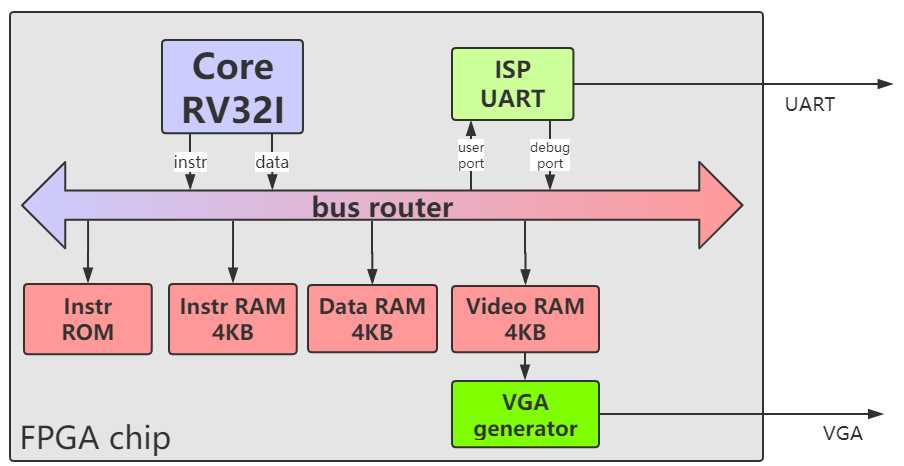 Core
RV32I
ISP
UART
UART
instr
data
user
port
debug
port
bus router
Instr
ROM
Instr RAM
4KB
Data RAM
4KB
Video RAM
4KB
VGA
generator
VGA
FPGA chip